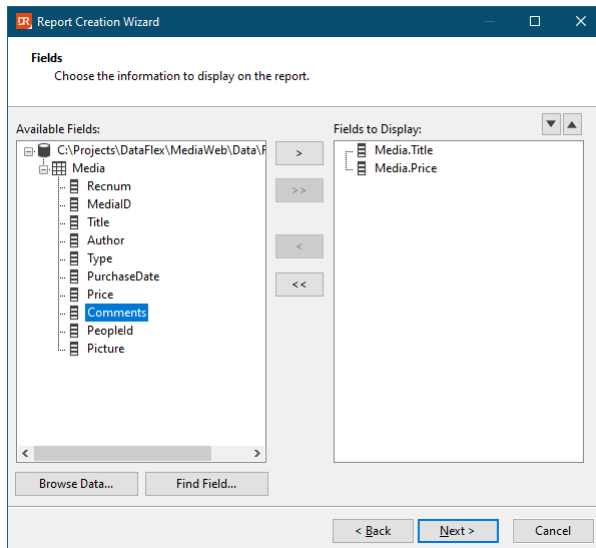 DR Report Creation Wizard
Fields
Choose the information to display on the report.
Available Fields:
C:\Projects\DataFlex\MediaWeb\Data\F
Media
Recnum
MediaID
Title
Author
Type
PurchaseDate
Price
Comments
PeopleId
Picture
>
>>
<
<<
Fields to Display:
Media.Title
Media.Price
Browse Data...
Find Field...
< Back
Next >
Cancel